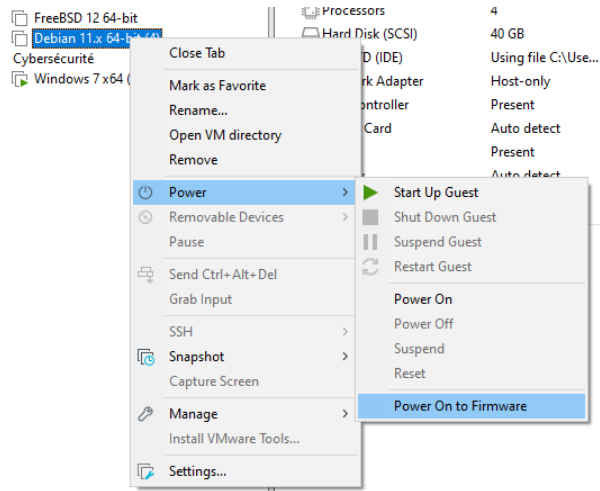 FreeBSD 12 64-bit
Debian 11.x 64-bit (4)
Cybersécurité
Windows 7 x64 (
Processors 4
Hard Disk (SCSI) 40 GB
D (IDE) Using file C:\Use...
rk Adapter Host-only
ontroller Present
Card Auto detect
Present
Auto detect
Close Tab
Mark as Favorite
Rename...
Open VM directory
Remove
Power
Removable Devices
Pause
Send Ctrl+Alt+Del
Grab Input
SSH
Snapshot
Capture Screen
Manage
Install VMware Tools...
Settings...
Start Up Guest
Shut Down Guest
Suspend Guest
Restart Guest
Power On
Power Off
Suspend
Reset
Power On to Firmware